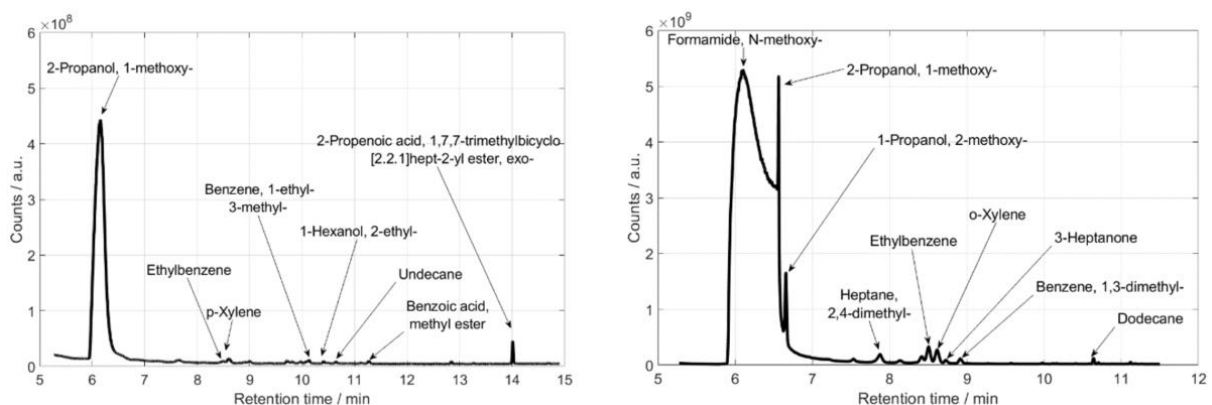 ×10⁸
6
5
4
3
2
1
0
Counts / a.u.
2-Propanol, 1-methoxy-
2-Propenoic acid, 1,7,7-trimethylbicyclo
[2.2.1]hept-2-yl ester, exo-
Benzene, 1-ethyl-
3-methyl-
1-Hexanol, 2-ethyl-
Ethylbenzene
Undecane
p-Xylene
Benzoic acid,
methyl ester
5 6 7 8 9 10 11 12 13 14 15
Retention time / min
×10⁹
6
5
4
3
2
1
0
Counts / a.u.
Formamide, N-methoxy-
2-Propanol, 1-methoxy-
1-Propanol, 2-methoxy-
o-Xylene
Ethylbenzene
3-Heptanone
Heptane,
2,4-dimethyl-
Benzene, 1,3-dimethyl-
Dodecane
5 6 7 8 9 10 11 12
Retention time / min